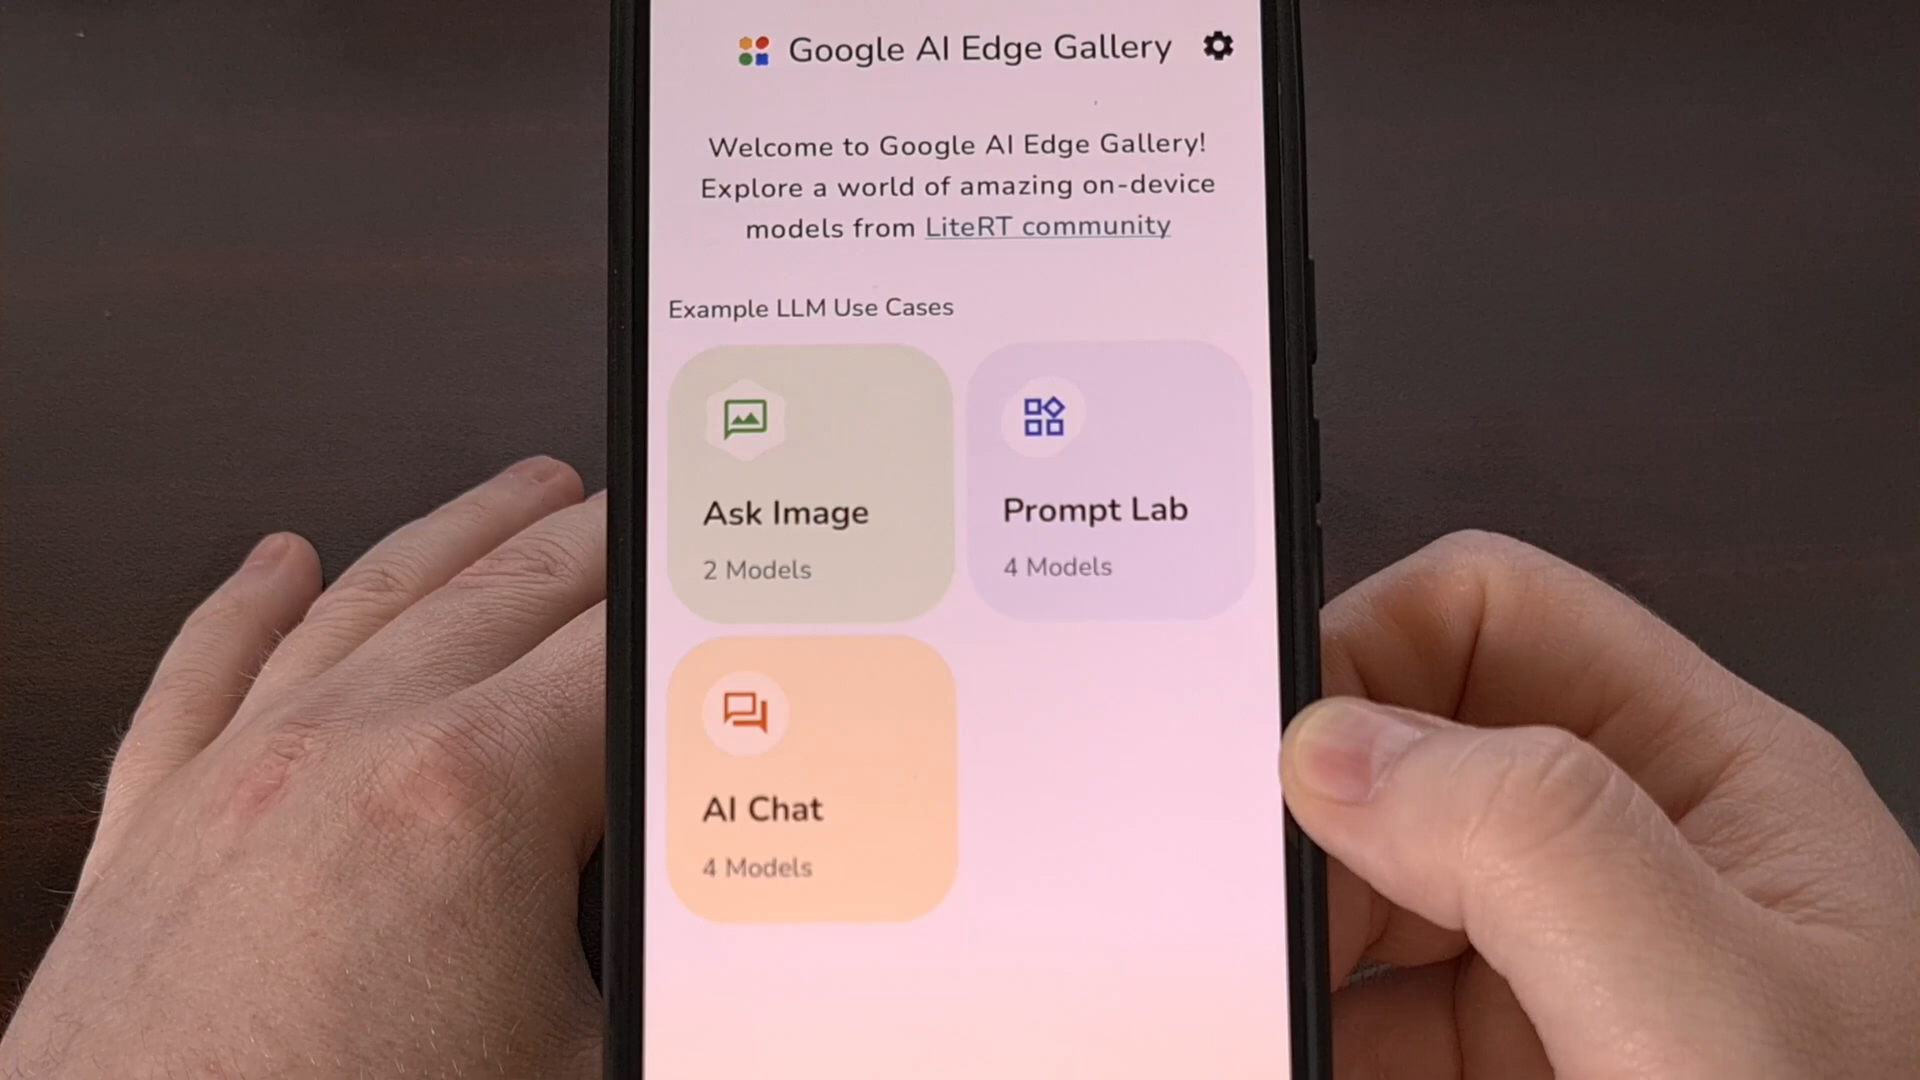 Google AI Edge Gallery
Welcome to Google AI Edge Gallery!
Explore a world of amazing on-device
models from LiteRT community
Example LLM Use Cases
Ask Image
2 Models
Prompt Lab
4 Models
AI Chat
4 Models